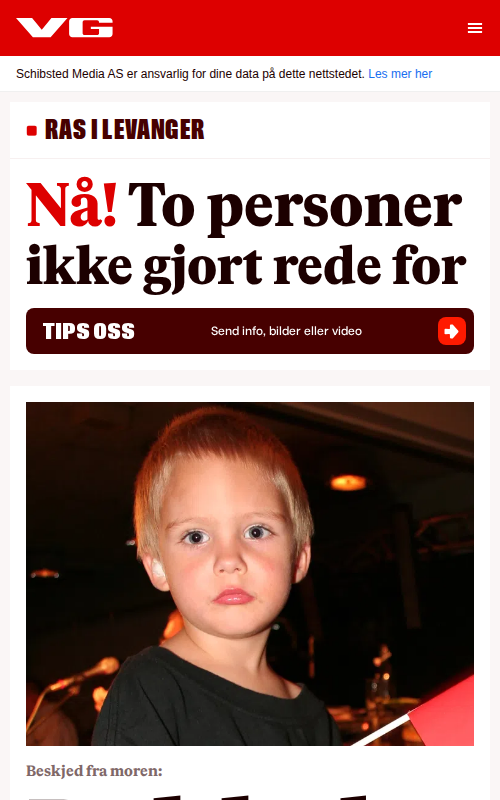 VG
Schibsted Media AS er ansvarlig for dine data på dette nettstedet. Les mer her
RAS I LEVANGER
Nå! To personer
ikke gjort rede for
TIPS OSS
Send info, bilder eller video
Beskjed fra moren: